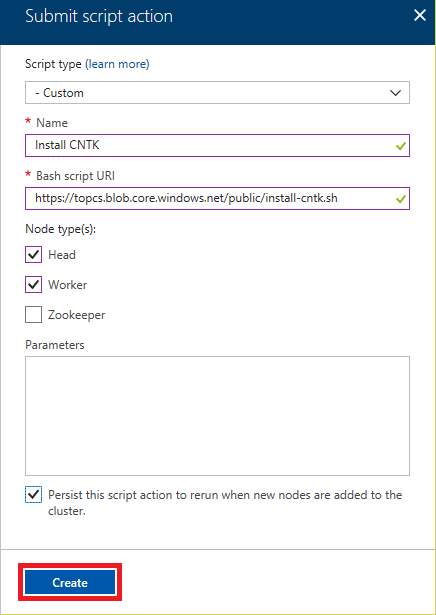 Submit script action
Script type (learn more)
- Custom
* Name
Install CNTK
* Bash script URI
https://topcs.blob.core.windows.net/public/install-cntk.sh
Node type(s):
Head
Worker
Zookeeper
Parameters
Persist this script action to rerun when new nodes are added to the
cluster.
Create